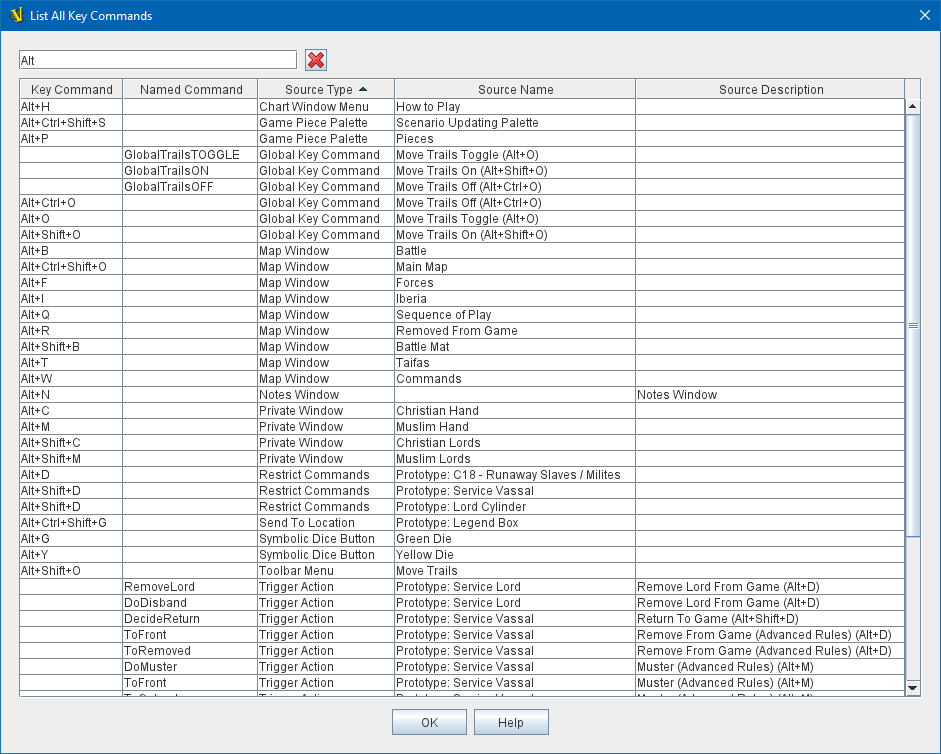 List All Key Commands
Alt
Key Command Named Command Source Type Source Name Source Description
Alt+H Chart Window Menu How to Play
Alt+Ctrl+Shift+S Game Piece Palette Scenario Updating Palette
Alt+P Game Piece Palette Pieces
GlobalTrailsTOGGLE Global Key Command Move Trails Toggle (Alt+O)
GlobalTrailsON Global Key Command Move Trails On (Alt+Shift+O)
GlobalTrailsOFF Global Key Command Move Trails Off (Alt+Ctrl+O)
Alt+Ctrl+O Global Key Command Move Trails Off (Alt+Ctrl+O)
Alt+O Global Key Command Move Trails Toggle (Alt+O)
Alt+Shift+O Global Key Command Move Trails On (Alt+Shift+O)
Alt+B Map Window Battle
Alt+Ctrl+Shift+O Map Window Main Map
Alt+F Map Window Forces
Alt+I Map Window Iberia
Alt+Q Map Window Sequence of Play
Alt+R Map Window Removed From Game
Alt+Shift+B Map Window Battle Mat
Alt+T Map Window Taifas
Alt+W Map Window Commands
Alt+N Notes Window Notes Window
Alt+C Private Window Christian Hand
Alt+M Private Window Muslim Hand
Alt+Shift+C Private Window Christian Lords
Alt+Shift+M Private Window Muslim Lords
Alt+D Restrict Commands Prototype: C18 - Runaway Slaves / Milites
Alt+Shift+D Restrict Commands Prototype: Service Vassal
Alt+Shift+D Restrict Commands Prototype: Lord Cylinder
Alt+Ctrl+Shift+G Send To Location Prototype: Legend Box
Alt+G Symbolic Dice Button Green Die
Alt+Y Symbolic Dice Button Yellow Die
Alt+Shift+O Toolbar Menu Move Trails
RemoveLord Trigger Action Prototype: Service Lord Remove Lord From Game (Alt+D)
DoDisband Trigger Action Prototype: Service Lord Remove Lord From Game (Alt+D)
DecideReturn Trigger Action Prototype: Service Vassal Return To Game (Alt+Shift+D)
ToFront Trigger Action Prototype: Service Vassal Remove From Game (Advanced Rules) (Alt+D)
ToRemoved Trigger Action Prototype: Service Vassal Remove From Game (Advanced Rules) (Alt+D)
DoMuster Trigger Action Prototype: Service Vassal Muster (Advanced Rules) (Alt+M)
ToFront Trigger Action Prototype: Service Vassal Muster (Advanced Rules) (Alt+M)
OK Help